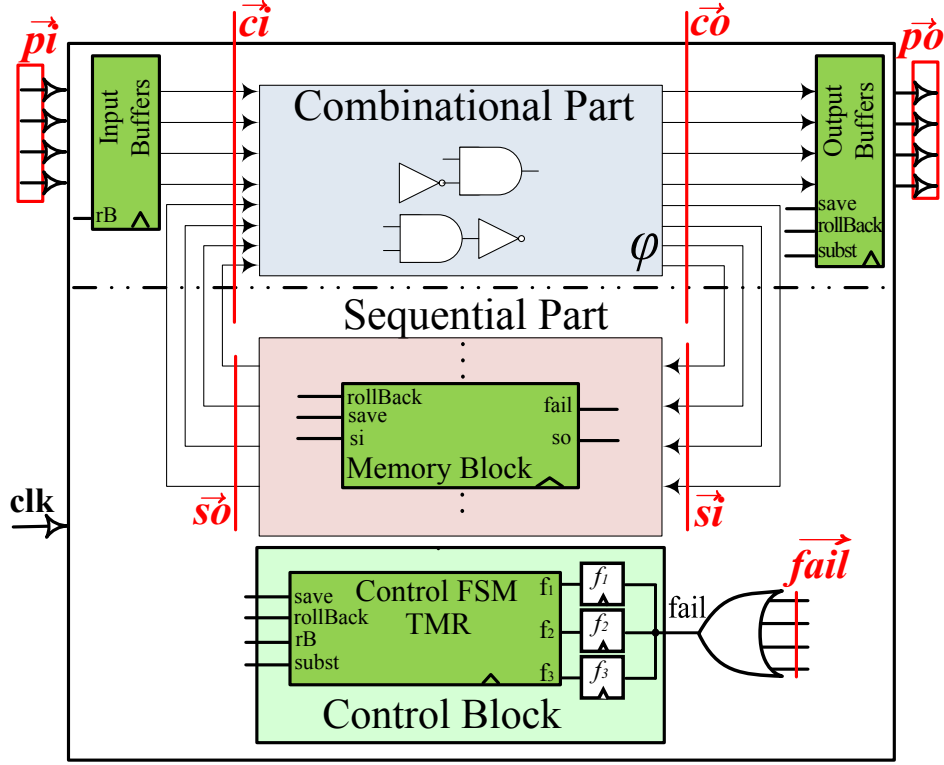 pi
ci
co
po
Input
Buffers
rB
Combinational Part
φ
Output
Buffers
save
rollBack
subst
Sequential Part
rollBack
save
si
fail
so
Memory Block
so
si
clk
fail
save
rollBack
rB
subst
Control FSM
TMR
f1
f2
f3
f1
f2
f3
fail
Control Block